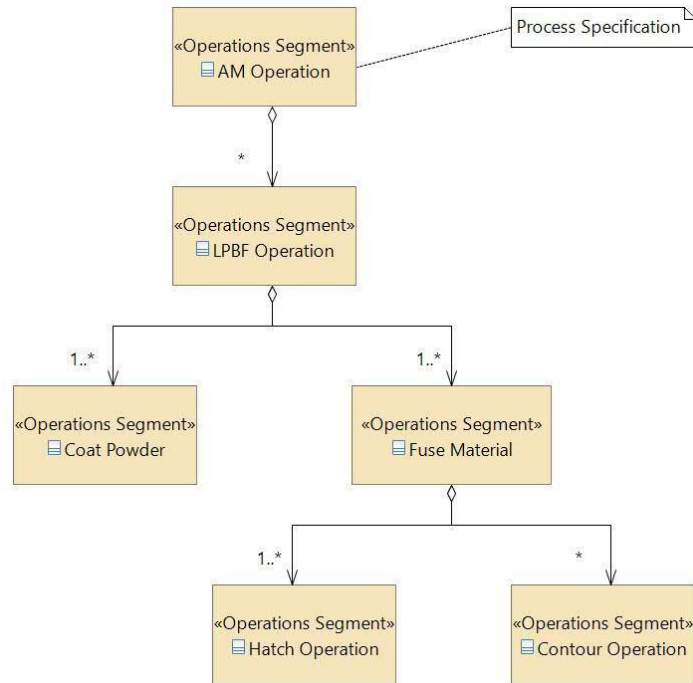 Process Specification
«Operations Segment»
AM Operation
*
«Operations Segment»
LPBF Operation
1..*
1..*
«Operations Segment»
Coat Powder
«Operations Segment»
Fuse Material
1..*
*
«Operations Segment»
Hatch Operation
«Operations Segment»
Contour Operation